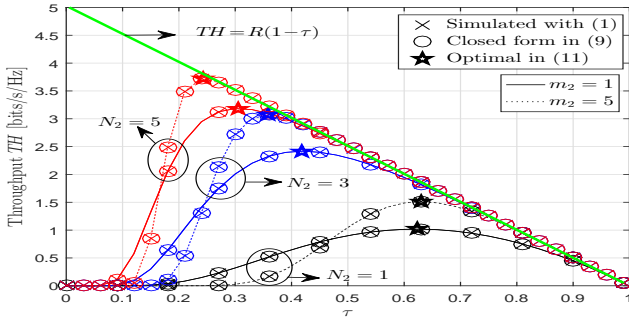 TH = R(1−τ)
Simulated with (1)
Closed form in (9)
Optimal in (11)
m₂ = 1
m₂ = 5
N₂ = 5
N₂ = 3
N₂ = 1
Throughput TH [bits/s/Hz]
5
4.5
4
3.5
3
2.5
2
1.5
1
0.5
0
0 0.1 0.2 0.3 0.4 0.5 0.6 0.7 0.8 0.9 1
τ